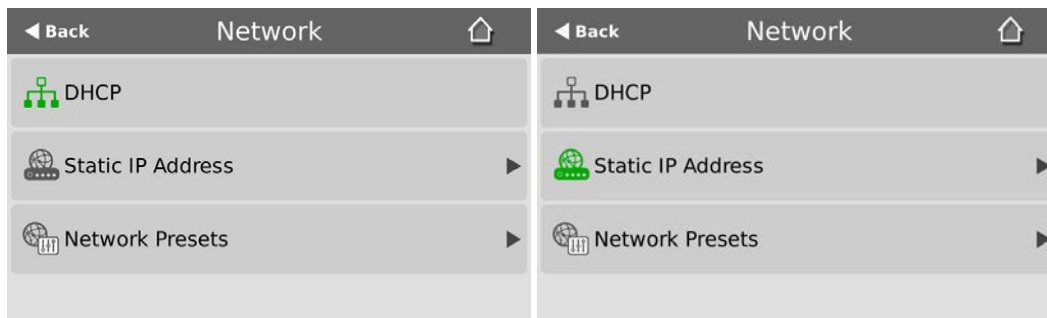 Back Network
DHCP
Static IP Address
Network Presets
Back Network
DHCP
Static IP Address
Network Presets